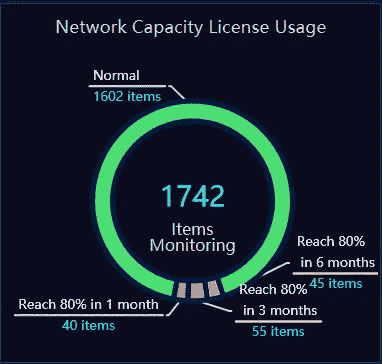 Network Capacity License Usage
Normal
1602 items
1742
Items
Monitoring
Reach 80%
in 6 months
45 items
Reach 80%
in 3 months
55 items
Reach 80% in 1 month
40 items